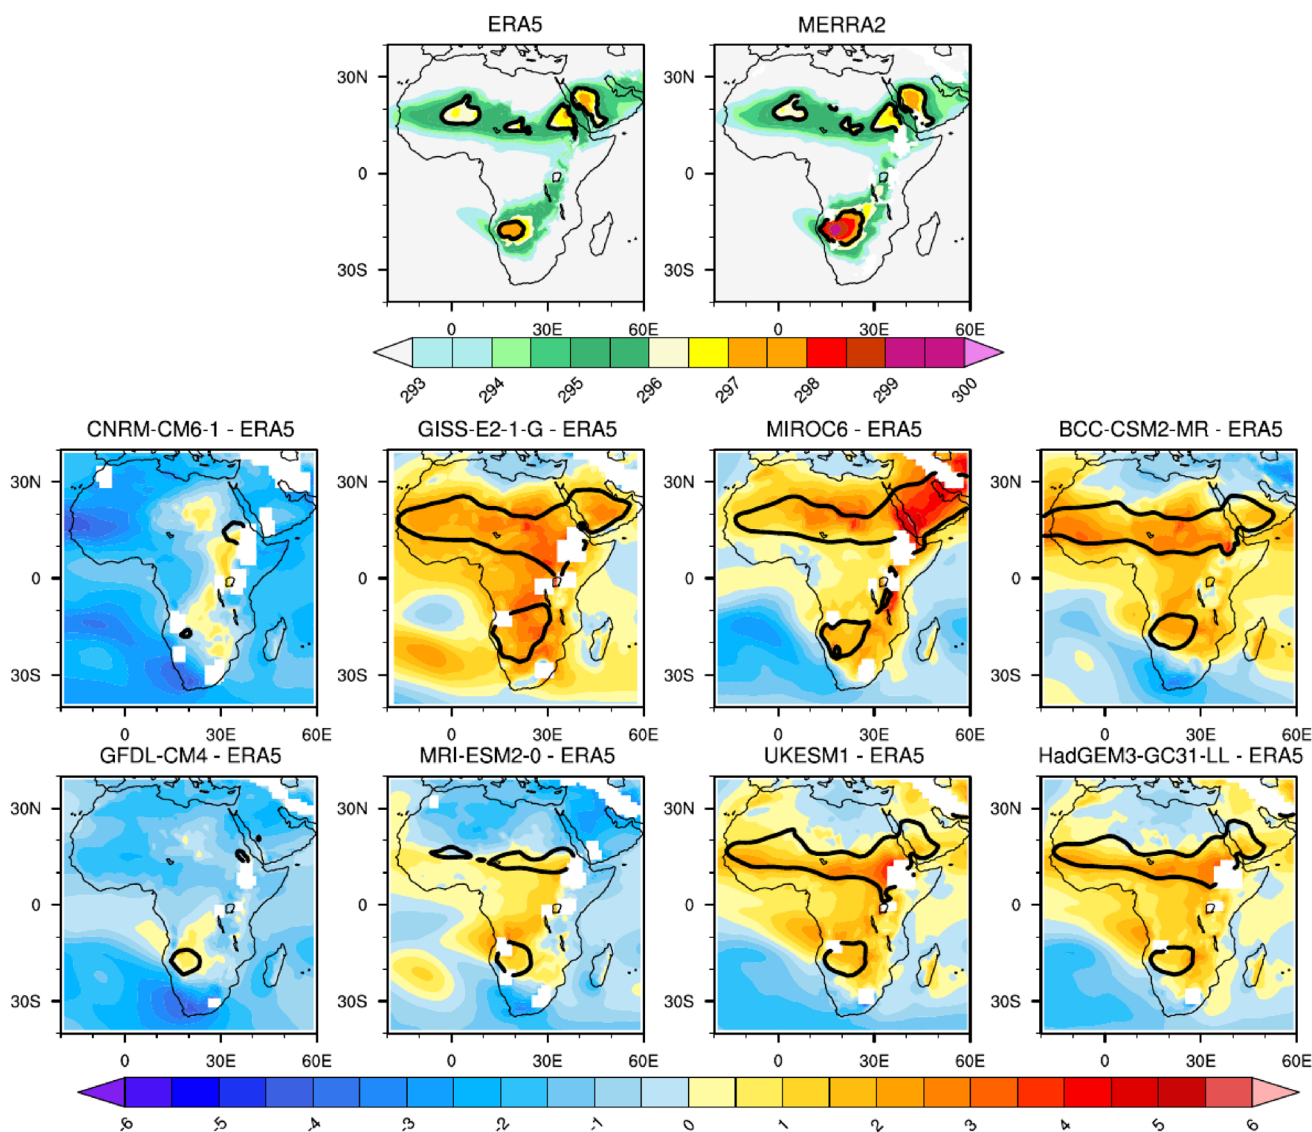 ERA5 MERRA2
30N 30N
0 0
30S 30S
0 30E 60E 0 30E 60E
293 294 295 296 297 298 299 300
CNRM-CM6-1 - ERA5 GISS-E2-1-G - ERA5 MIROC6 - ERA5 BCC-CSM2-MR - ERA5
30N 30N 30N 30N
0 0 0 0
30S 30S 30S 30S
0 30E 60E 0 30E 60E 0 30E 60E 0 30E 60E
GFDL-CM4 - ERA5 MRI-ESM2-0 - ERA5 UKESM1 - ERA5 HadGEM3-GC31-LL - ERA5
30N 30N 30N 30N
0 0 0 0
30S 30S 30S 30S
0 30E 60E 0 30E 60E 0 30E 60E 0 30E 60E
-6 -5 -4 -3 -2 -1 0 1 2 3 4 5 6